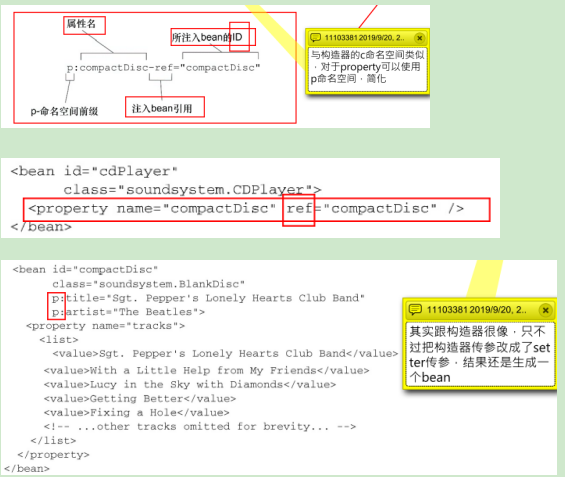 属性名
所注入bean的ID
p:compactDisc-ref="compactDisc"
p-命名空间前缀
注入bean引用
11103381 2019/9/20, 2..
与构造器的c命名空间类似
，对于property可以使用
p命名空间，简化
<bean id="cdPlayer"
class="soundsystem.CDPlayer">
<property name="compactDisc" ref="compactDisc" />
</bean>
<bean id="compactDisc"
class="soundsystem.BlankDisc"
p:title="Sgt. Pepper's Lonely Hearts Club Band"
p:artist="The Beatles">
<property name="tracks">
<list>
<value>Sgt. Pepper's Lonely Hearts Club Band</value>
<value>With a Little Help from My Friends</value>
<value>Lucy in the Sky with Diamonds</value>
<value>Getting Better</value>
<value>Fixing a Hole</value>
<!-- ...other tracks omitted for brevity... -->
</list>
</property>
</bean>
11103381 2019/9/20, 2..
其实跟构造器很像，只不
过把构造器传参改成了set
ter传参，结果还是生成一
个bean